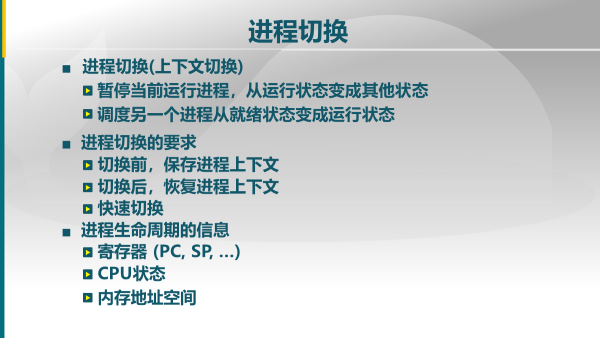 进程切换
进程切换(上下文切换)
暂停当前运行进程，从运行状态变成其他状态
调度另一个进程从就绪状态变成运行状态
进程切换的要求
切换前，保存进程上下文
切换后，恢复进程上下文
快速切换
进程生命周期的信息
寄存器 (PC, SP, …)
CPU状态
内存地址空间